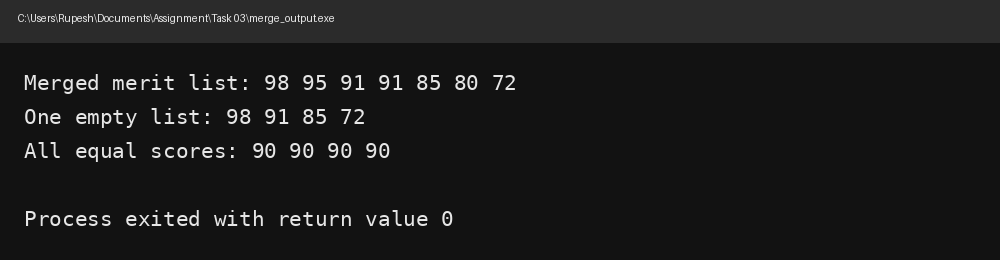 C:\Users\Rupesh\Documents\Assignment\Task 03\merge_output.exe
Merged merit list: 98 95 91 91 85 80 72
One empty list: 98 91 85 72
All equal scores: 90 90 90 90
Process exited with return value 0